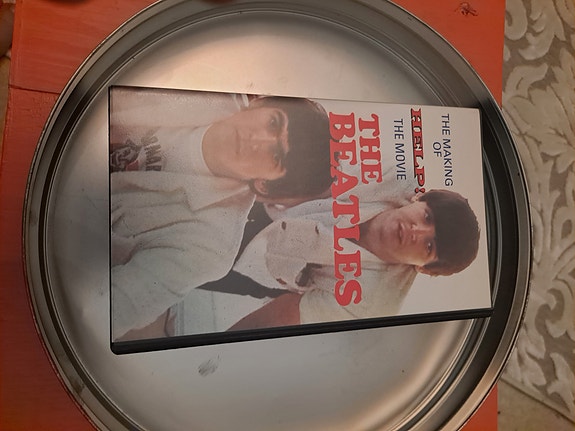 THE MAKING
OF
HELP!
THE MOVIE
THE
BEATLES